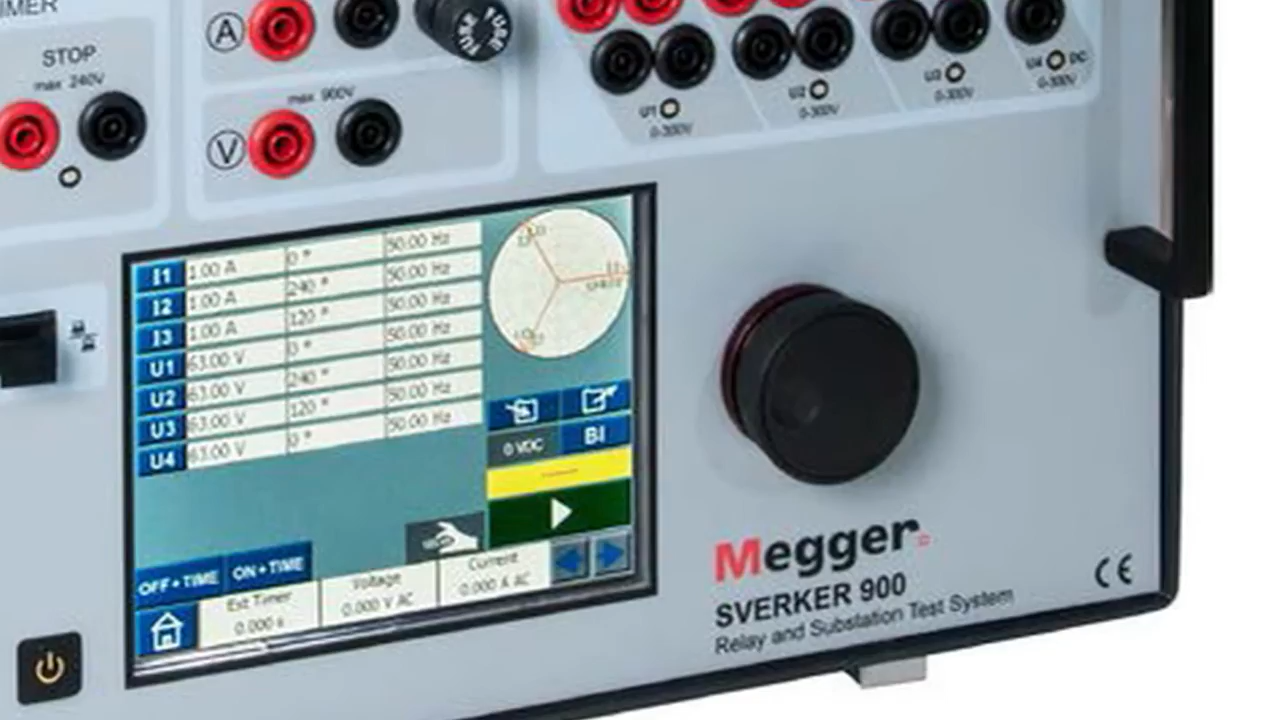 TIMER
STOP
max 240V
A
FUSE
FUSE
max 900V
V
U1
0-300V
U2
0-300V
U3
0-300V
U4 DC
0-300V
I1 1.00 A 0 ° 50.00 Hz
I2 1.00 A 240 ° 50.00 Hz
I3 1.00 A 120 ° 50.00 Hz
U1 63.00 V 0 ° 50.00 Hz
U2 63.00 V 240 ° 50.00 Hz
U3 63.00 V 120 ° 50.00 Hz
U4 63.00 V 0 ° 50.00 Hz
0 VDC
BI
OFF+TIME
ON+TIME
Ext Timer
0.000 s
Voltage
0.000 V AC
Current
0.000 A AC
Megger
SVERKER 900
Relay and Substation Test System
CE